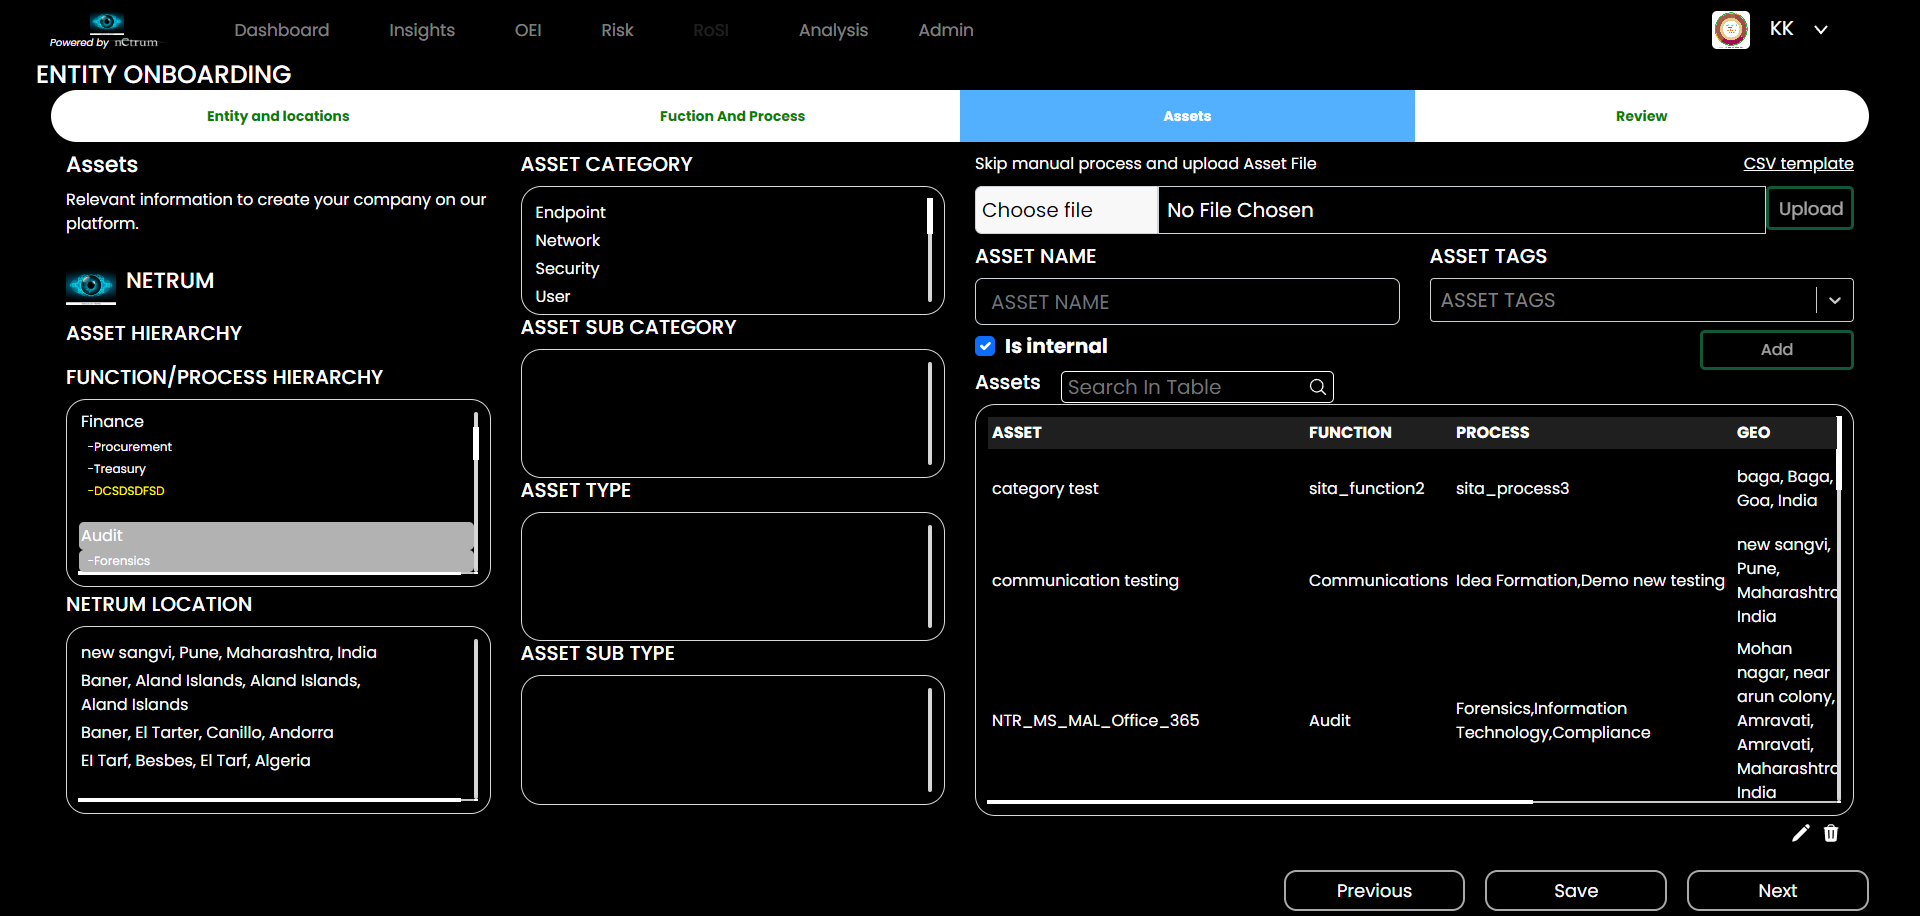 Powered by nCtrum
Dashboard
Insights
OEI
Risk
RoSI
Analysis
Admin
KK
ENTITY ONBOARDING
Entity and locations
Fuction And Process
Assets
Review
Assets
Relevant information to create your company on our
platform.
NETRUM
ASSET HIERARCHY
FUNCTION/PROCESS HIERARCHY
Finance
-Procurement
-Treasury
-DCSDSDFSD
Audit
-Forensics
NETRUM LOCATION
new sangvi, Pune, Maharashtra, India
Baner, Aland Islands, Aland Islands,
Aland Islands
Baner, El Tarter, Canillo, Andorra
El Tarf, Besbes, El Tarf, Algeria
ASSET CATEGORY
Endpoint
Network
Security
User
ASSET SUB CATEGORY
ASSET TYPE
ASSET SUB TYPE
Skip manual process and upload Asset File
CSV template
Choose file
No File Chosen
Upload
ASSET NAME
ASSET TAGS
ASSET NAME
ASSET TAGS
Is internal
Add
Assets
Search In Table
ASSET FUNCTION PROCESS GEO
category test
sita_function2
sita_process3
baga, Baga,
Goa, India
communication testing
Communications
Idea Formation,Demo new testing
new sangvi,
Pune,
Maharashtra
India
NTR_MS_MAL_Office_365
Audit
Forensics,Information
Technology,Compliance
Mohan
nagar, near
arun colony,
Amravati,
Amravati,
Maharashtra
India
Previous
Save
Next